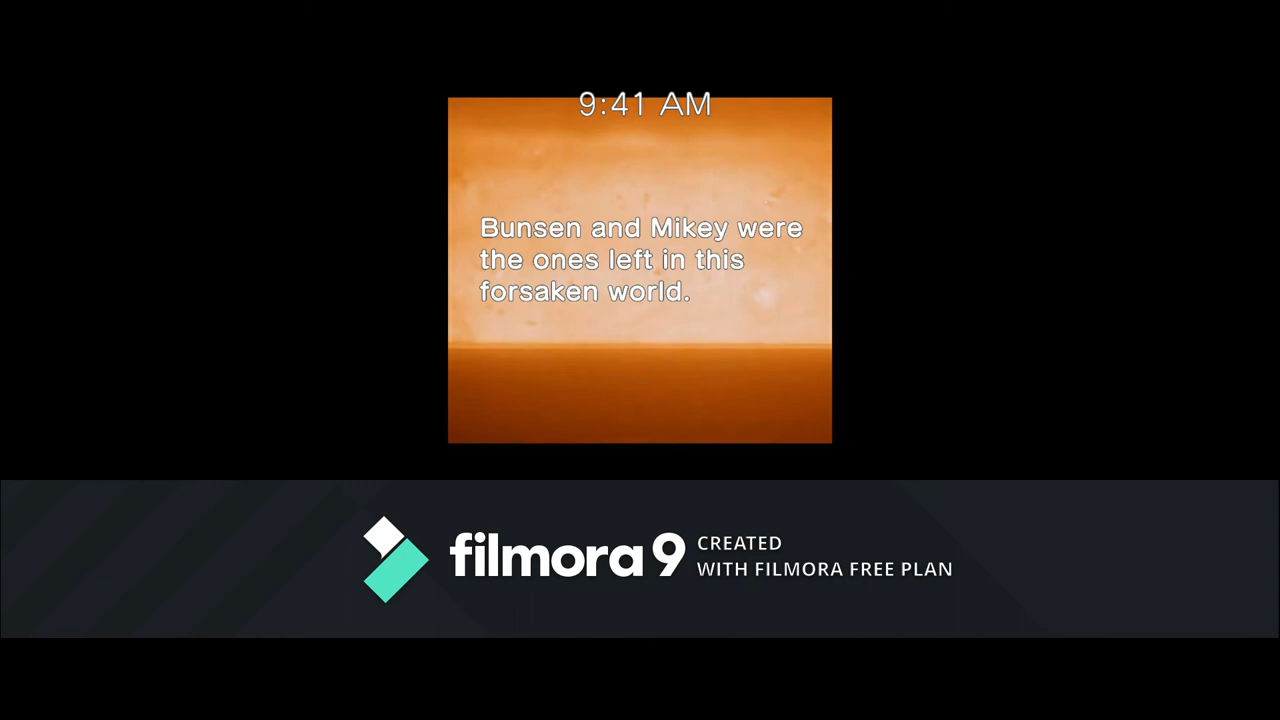 9:41 AM
Bunsen and Mikey were
the ones left in this
forsaken world.
filmora 9
CREATED
WITH FILMORA FREE PLAN